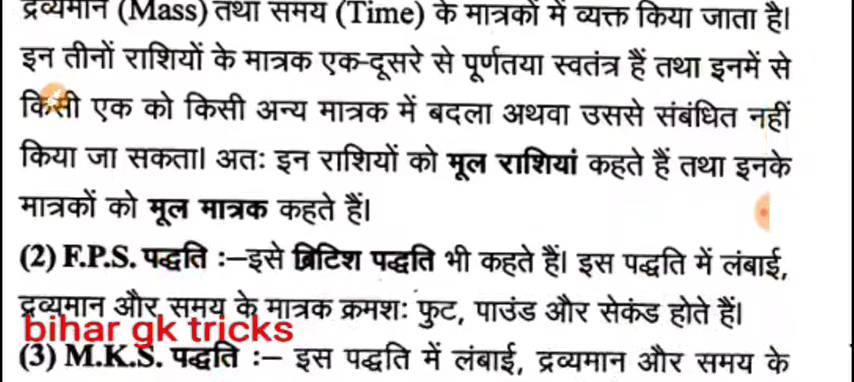 द्रव्यमान (Mass) तथा समय (Time) के मात्रकों में व्यक्त किया जाता है।
इन तीनों राशियों के मात्रक एक-दूसरे से पूर्णतया स्वतंत्र हैं तथा इनमें से
किसी एक को किसी अन्य मात्रक में बदला अथवा उससे संबंधित नहीं
किया जा सकता। अतः इन राशियों को मूल राशियां कहते हैं तथा इनके
मात्रकों को मूल मात्रक कहते हैं।
(2) F.P.S. पद्धति :–इसे ब्रिटिश पद्धति भी कहते हैं। इस पद्धति में लंबाई,
द्रव्यमान और समय के मात्रक क्रमशः फुट, पाउंड और सेकंड होते हैं।
bihar gk tricks
(3) M.K.S. पद्धति :– इस पद्धति में लंबाई, द्रव्यमान और समय के